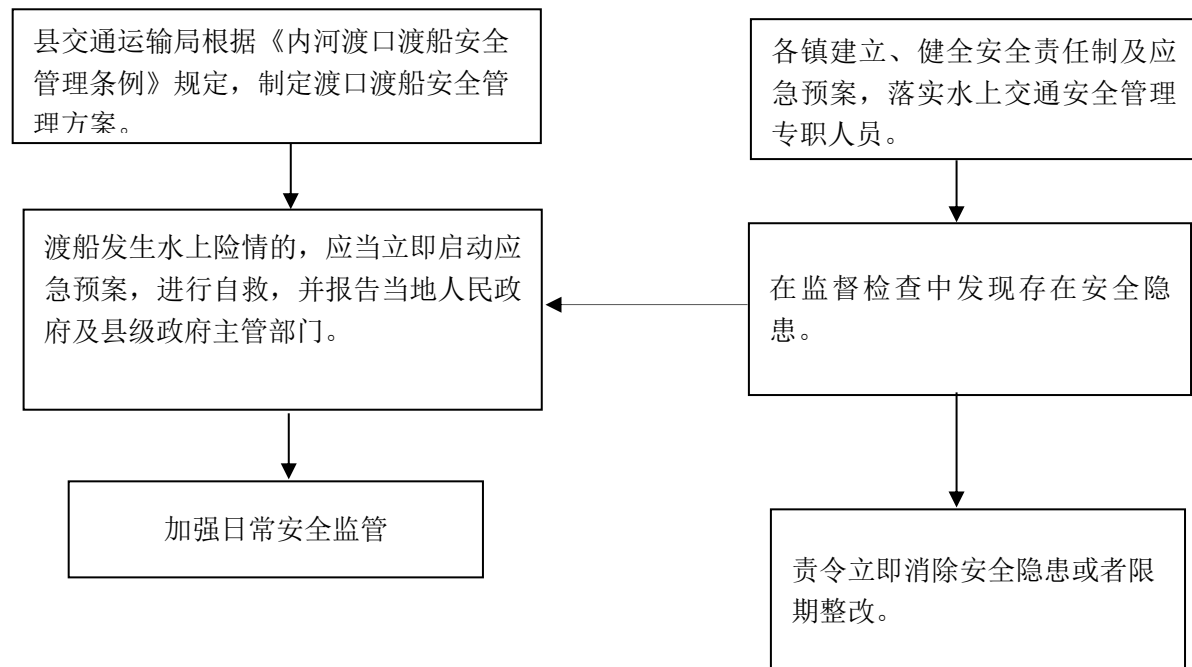 县交通运输局根据《内河渡口渡船安全
管理条例》规定，制定渡口渡船安全管
理方案。
各镇建立、健全安全责任制及应
急预案，落实水上交通安全管理
专职人员。
渡船发生水上险情的，应当立即启动应
急预案，进行自救，并报告当地人民政
府及县级政府主管部门。
在监督检查中发现存在安全隐
患。
加强日常安全监管
责令立即消除安全隐患或者限
期整改。